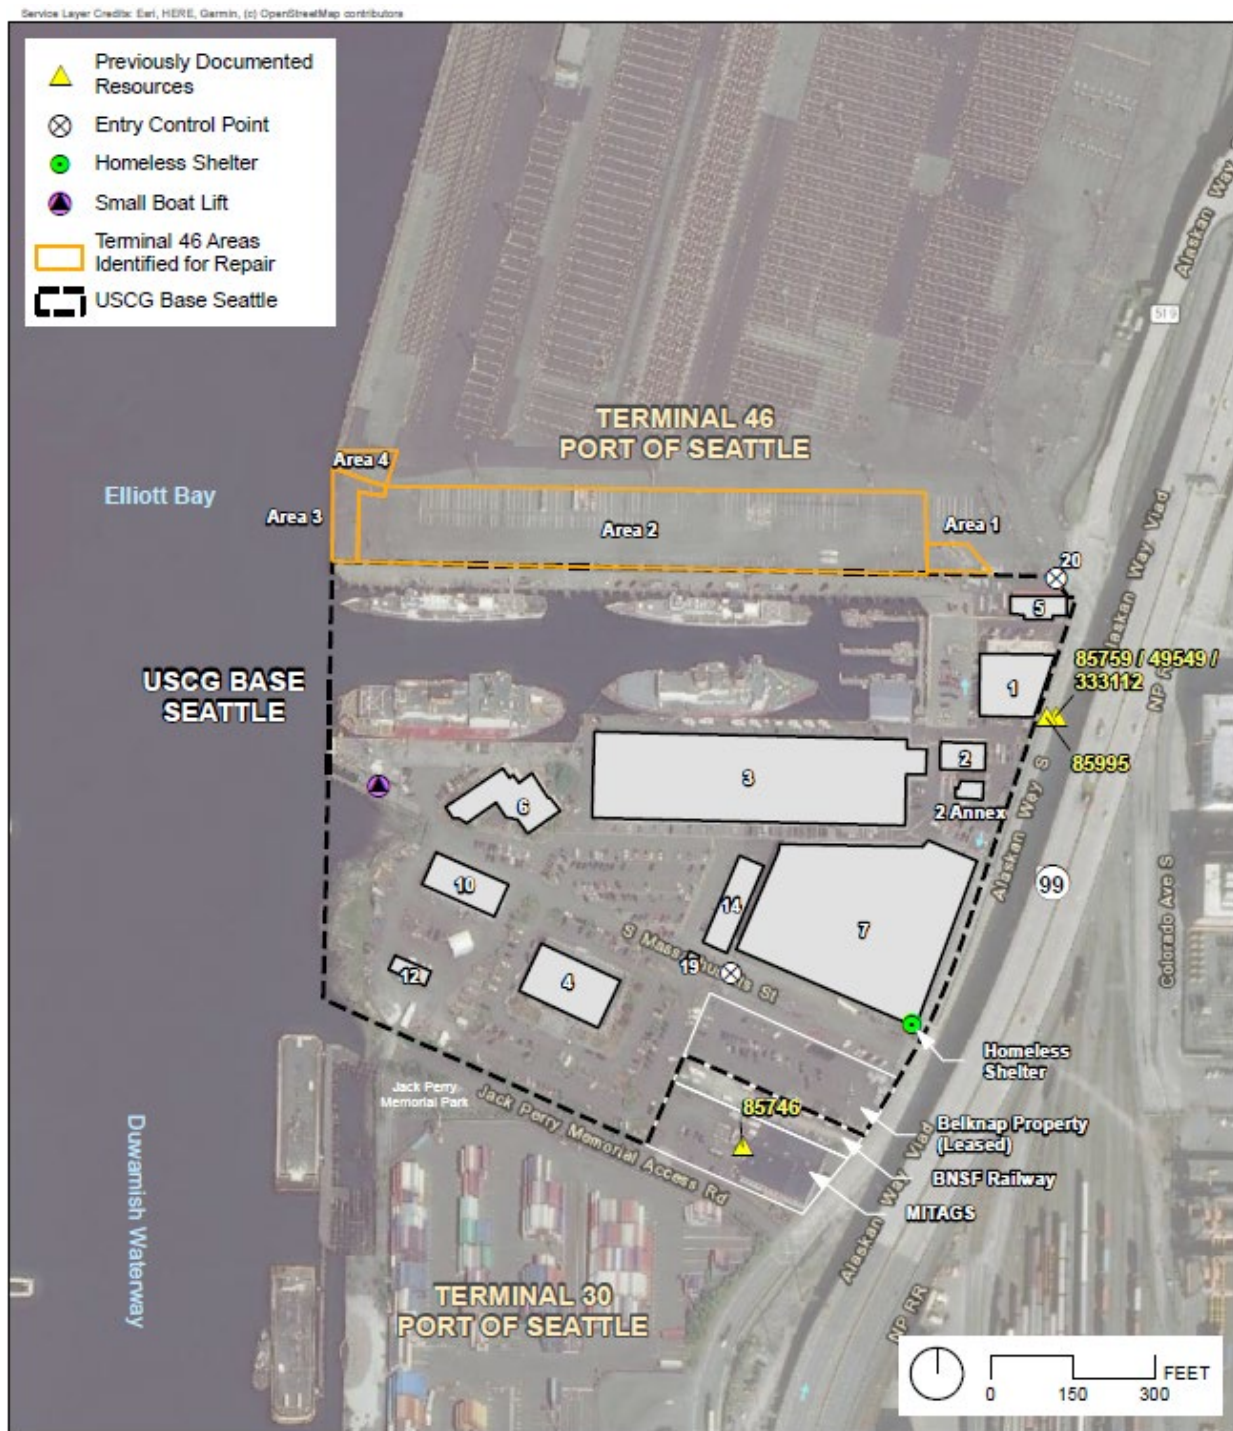 Service Layer Credits: Esri, HERE, Garmin, (c) OpenStreetMap contributors
Previously Documented
Resources
Entry Control Point
Homeless Shelter
Small Boat Lift
Terminal 46 Areas
Identified for Repair
USCG Base Seattle
Alaskan Way
519
TERMINAL 46
PORT OF SEATTLE
Area 4
Elliott Bay
Area 3
Area 2
Area 1
Alaskan Way Viad
20
5
USCG BASE
SEATTLE
1
85759 / 49549 /
333112
NP RR
85995
2
3
6
2 Annex
Alaskan Way S
99
10
14
7
S Massachusetts St
Colorado Ave S
12
4
19
Homeless
Shelter
Jack Perry
Memorial Park
Jack Perry Memorial Access Rd
85746
Belknap Property
(Leased)
BNSF Railway
MITAGS
Alaskan Way Viad
Duwamish Waterway
TERMINAL 30
PORT OF SEATTLE
NP RR
FEET
0 150 300